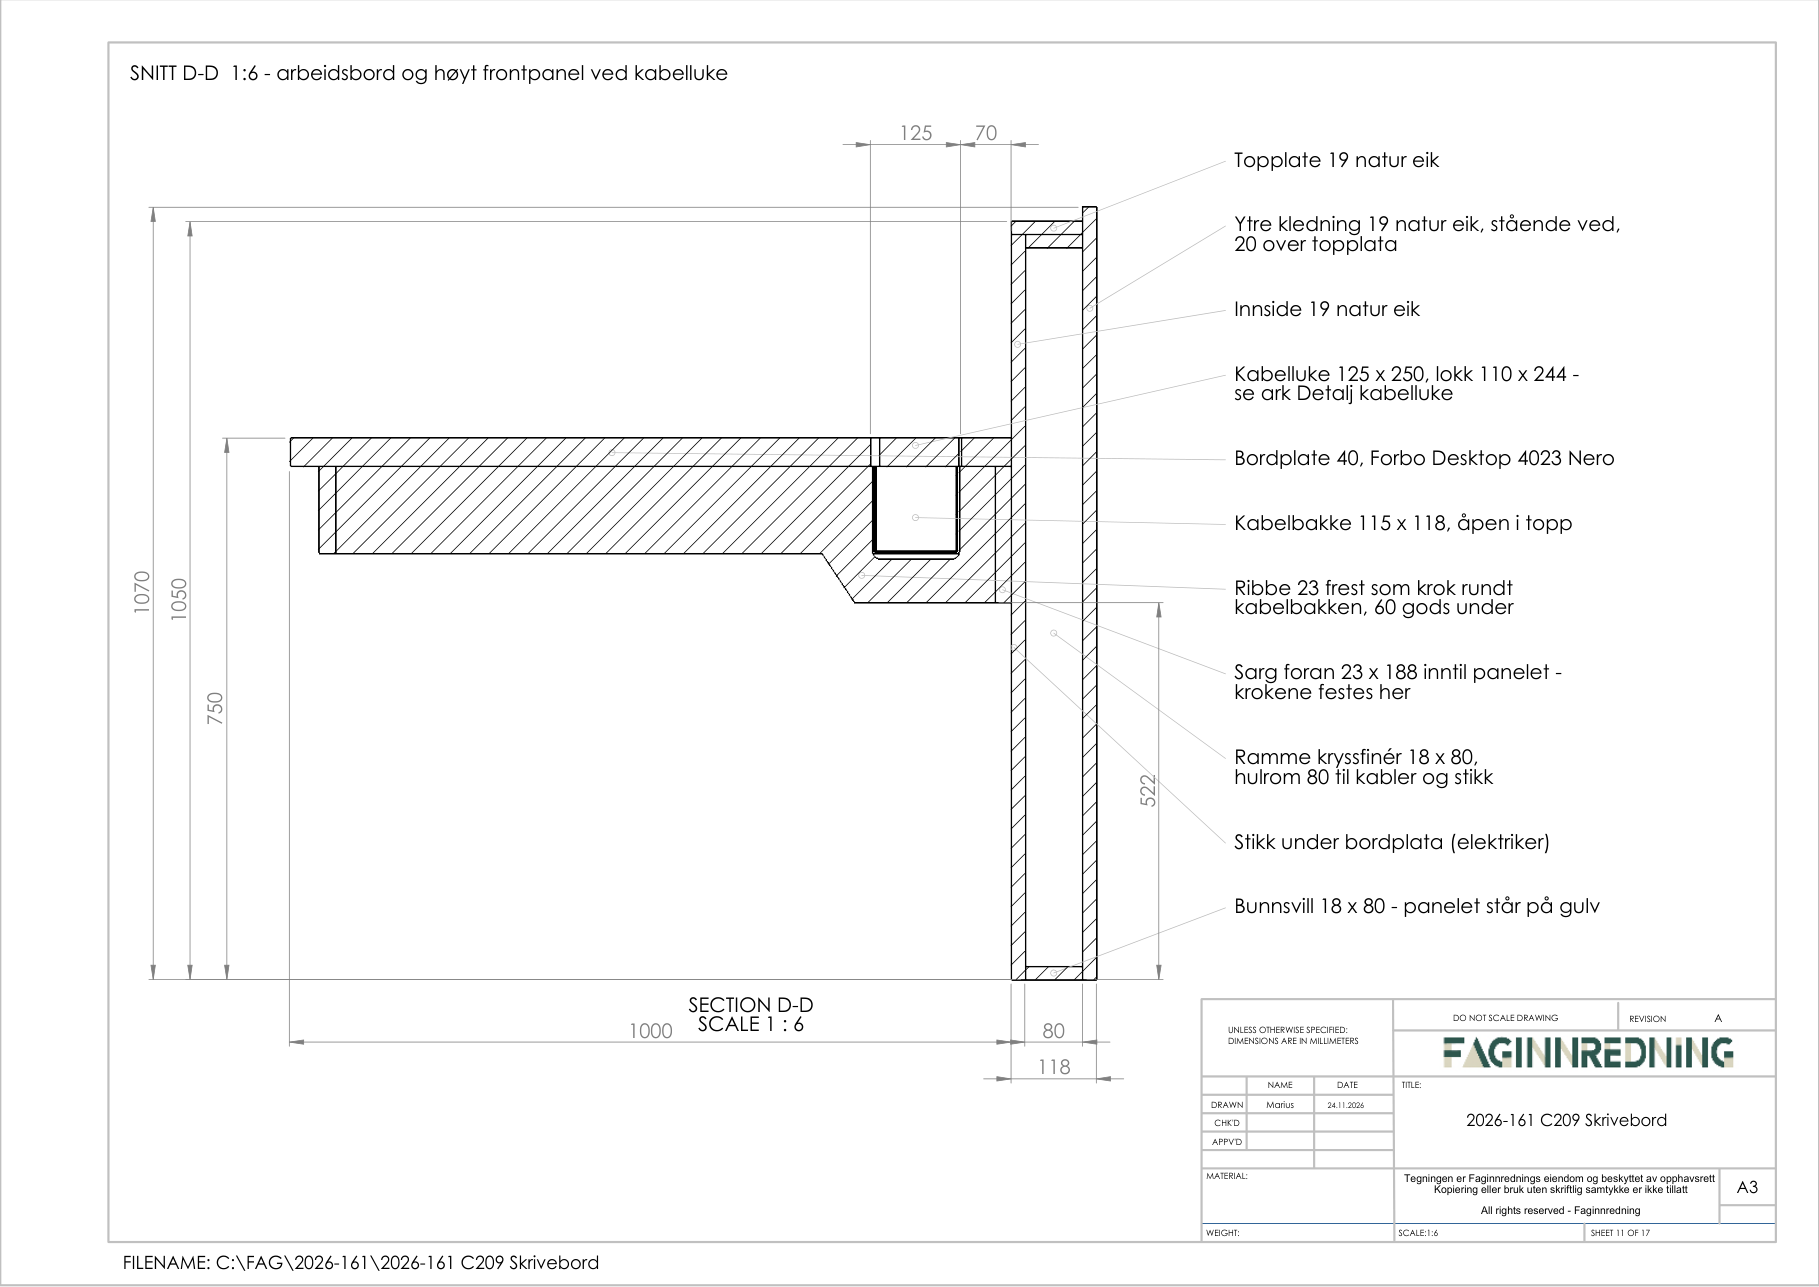 SNITT D-D  1:6 - arbeidsbord og høyt frontpanel ved kabelluke
125
70
Topplate 19 natur eik
Ytre kledning 19 natur eik, stående ved,
20 over topplata
Innside 19 natur eik
Kabelluke 125 x 250, lokk 110 x 244 -
se ark Detalj kabelluke
Bordplate 40, Forbo Desktop 4023 Nero
Kabelbakke 115 x 118, åpen i topp
Ribbe 23 frest som krok rundt
kabelbakken, 60 gods under
Sarg foran 23 x 188 inntil panelet -
krokene festes her
Ramme kryssfinér 18 x 80,
hulrom 80 til kabler og stikk
Stikk under bordplata (elektriker)
Bunnsvill 18 x 80 - panelet står på gulv
1070
1050
750
522
SECTION D-D
SCALE 1 : 6
1000
80
118
UNLESS OTHERWISE SPECIFIED:
DIMENSIONS ARE IN MILLIMETERS
DO NOT SCALE DRAWING
REVISION
A
FAGINNREDNING
NAME
DATE
TITLE:
DRAWN
Marius
24.11.2026
CHK'D
APPV'D
2026-161 C209 Skrivebord
MATERIAL:
Tegningen er Faginnrednings eiendom og beskyttet av opphavsrett
Kopiering eller bruk uten skriftlig samtykke er ikke tillatt
All rights reserved - Faginnredning
A3
WEIGHT:
SCALE:1:6
SHEET 11 OF 17
FILENAME: C:\FAG\2026-161\2026-161 C209 Skrivebord